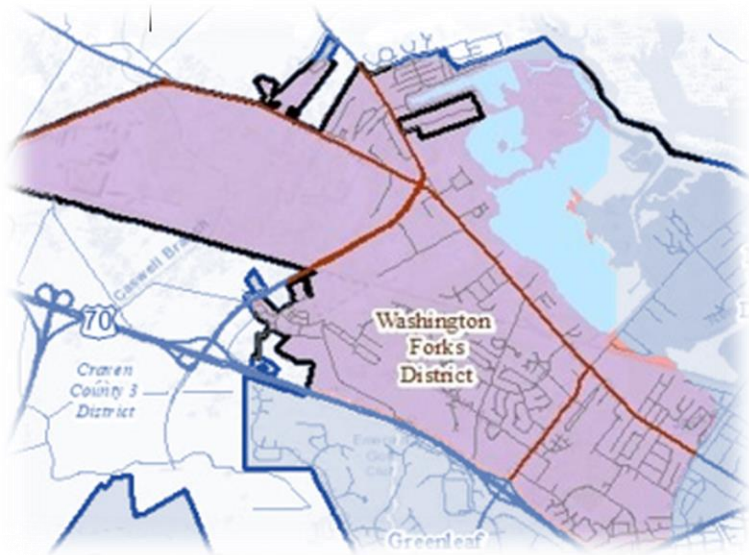 Caswell Branch
70
Washington
Forks
District
Craven
County 3
District
Greenleaf